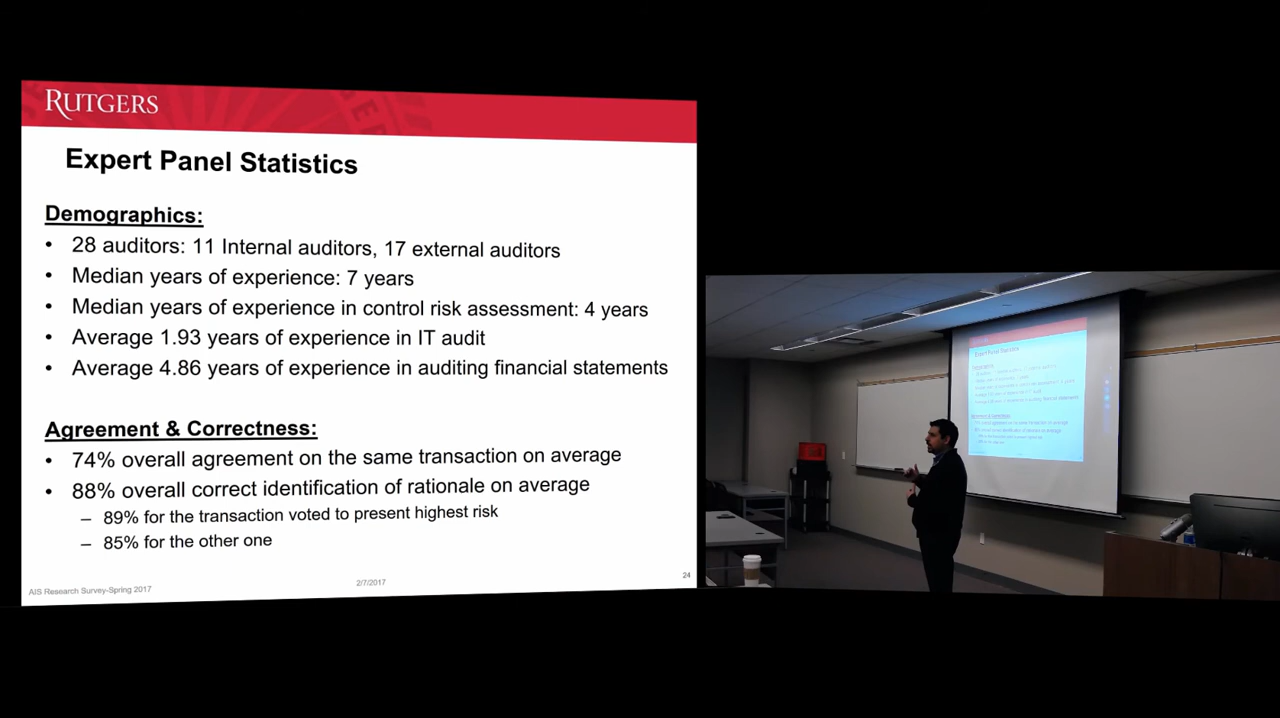 RUTGERS
Expert Panel Statistics
Demographics:
• 28 auditors: 11 Internal auditors, 17 external auditors
• Median years of experience: 7 years
• Median years of experience in control risk assessment: 4 years
• Average 1.93 years of experience in IT audit
• Average 4.86 years of experience in auditing financial statements
Agreement & Correctness:
• 74% overall agreement on the same transaction on average
• 88% overall correct identification of rationale on average
– 89% for the transaction voted to present highest risk
– 85% for the other one
AIS Research Survey-Spring 2017
2/7/2017
24
Expert Panel Statistics